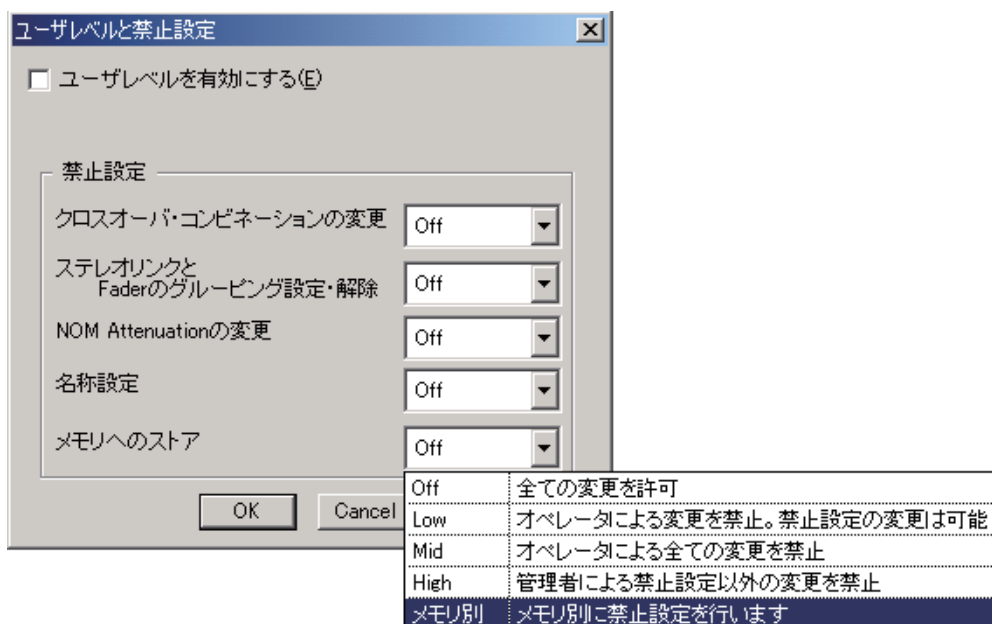 ユーザレベルと禁止設定
ユーザレベルを有効にする(E)
禁止設定
クロスオーバ・コンビネーションの変更 Off
ステレオリンクと
Faderのグルーピング設定・解除 Off
NOM Attenuationの変更 Off
名称設定 Off
メモリへのストア Off
OK Cancel
Off 全ての変更を許可
Low オペレータによる変更を禁止。禁止設定の変更は可能
Mid オペレータによる全ての変更を禁止
High 管理者による禁止設定以外の変更を禁止
メモリ別 メモリ別に禁止設定を行います